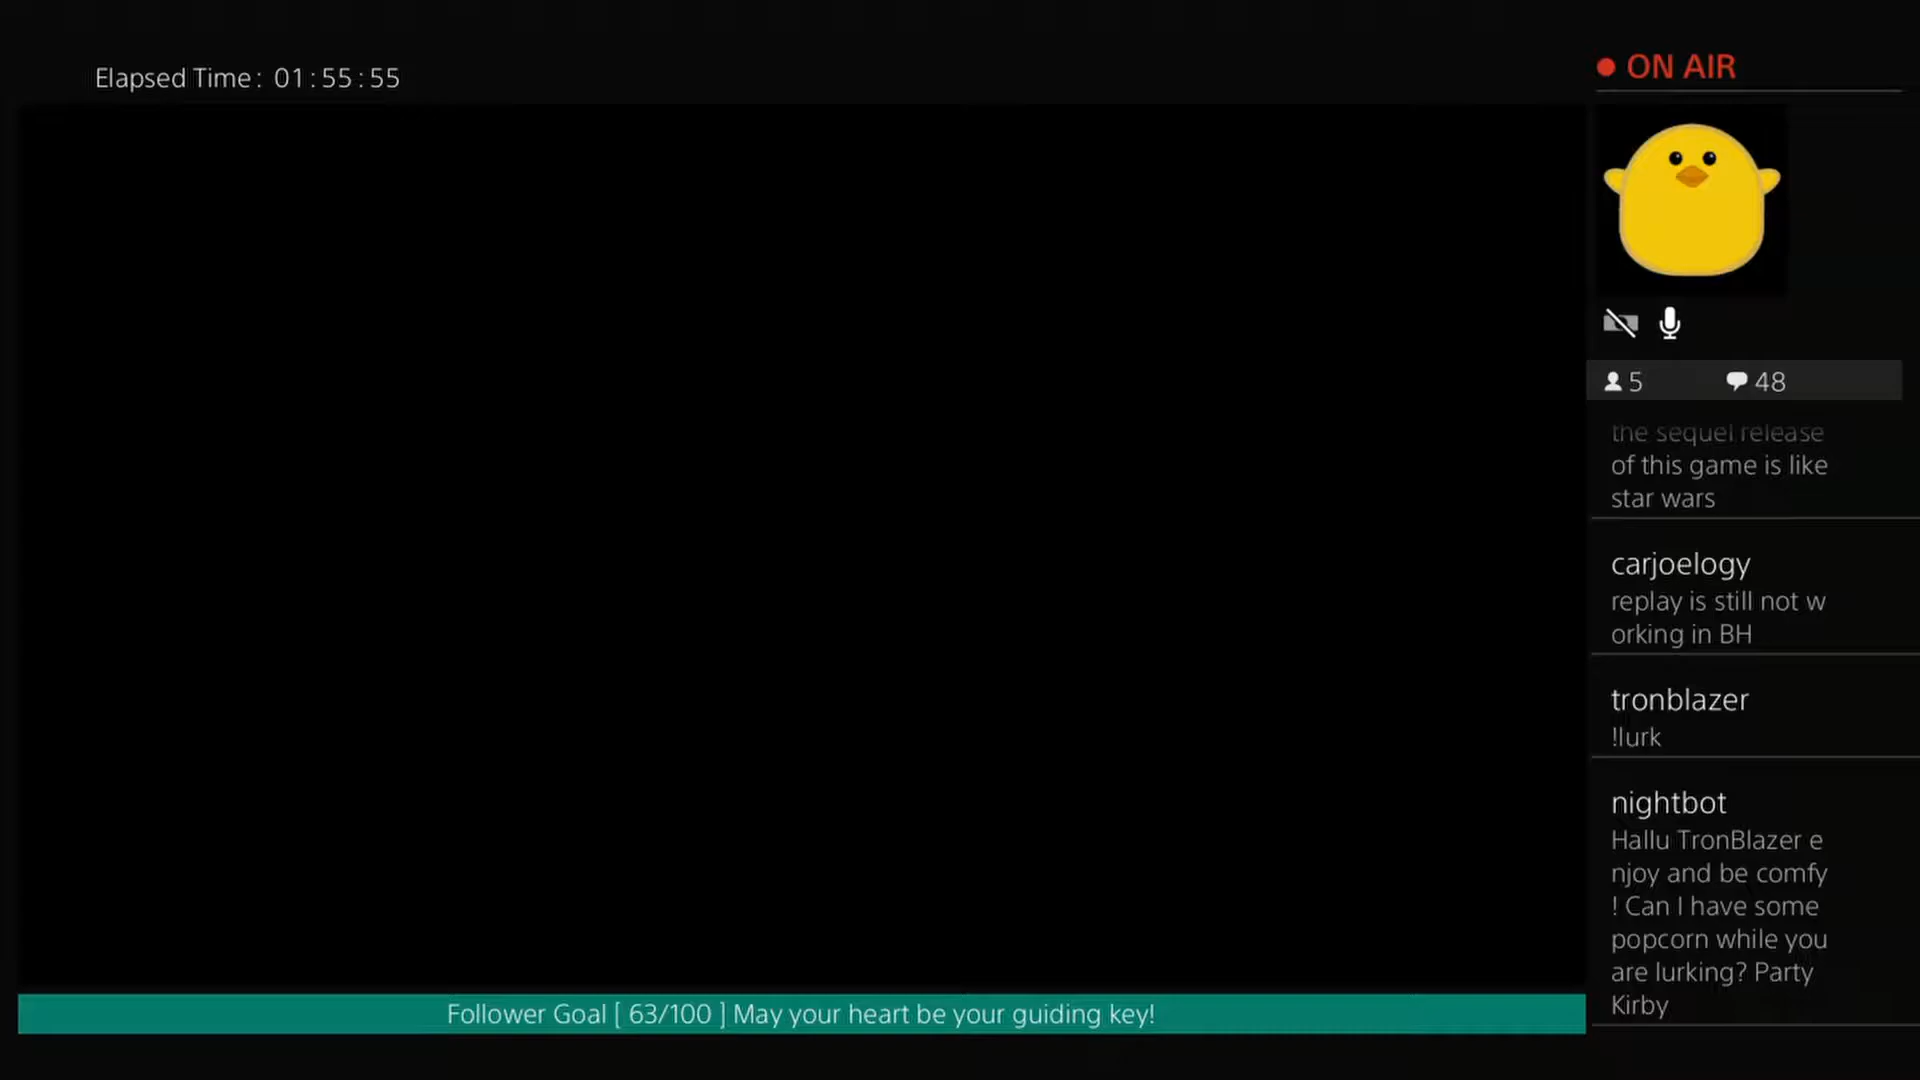 Elapsed Time: 01:55:55
ON AIR
5 48
the sequel release
of this game is like
star wars
carjoelogy
replay is still not w
orking in BH
tronblazer
!lurk
nightbot
Hallu TronBlazer e
njoy and be comfy
! Can I have some
popcorn while you
are lurking? Party
Kirby
Follower Goal [ 63/100 ] May your heart be your guiding key!